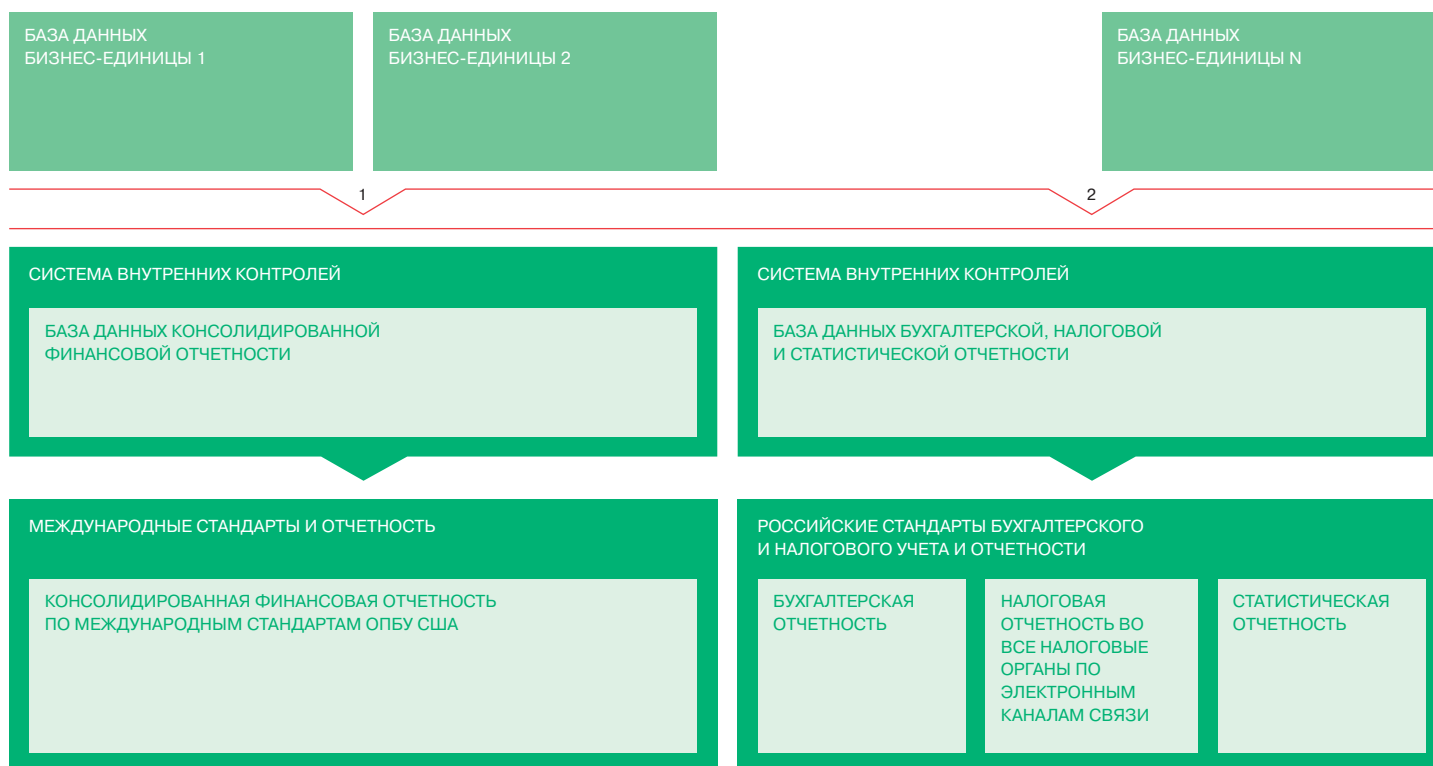 БАЗА ДАННЫХ
БИЗНЕС-ЕДИНИЦЫ 1
БАЗА ДАННЫХ
БИЗНЕС-ЕДИНИЦЫ 2
БАЗА ДАННЫХ
БИЗНЕС-ЕДИНИЦЫ N
1
2
СИСТЕМА ВНУТРЕННИХ КОНТРОЛЕЙ
БАЗА ДАННЫХ КОНСОЛИДИРОВАННОЙ
ФИНАНСОВОЙ ОТЧЕТНОСТИ
СИСТЕМА ВНУТРЕННИХ КОНТРОЛЕЙ
БАЗА ДАННЫХ БУХГАЛТЕРСКОЙ, НАЛОГОВОЙ
И СТАТИСТИЧЕСКОЙ ОТЧЕТНОСТИ
МЕЖДУНАРОДНЫЕ СТАНДАРТЫ И ОТЧЕТНОСТЬ
КОНСОЛИДИРОВАННАЯ ФИНАНСОВАЯ ОТЧЕТНОСТЬ
ПО МЕЖДУНАРОДНЫМ СТАНДАРТАМ ОПБУ США
РОССИЙСКИЕ СТАНДАРТЫ БУХГАЛТЕРСКОГО
И НАЛОГОВОГО УЧЕТА И ОТЧЕТНОСТИ
БУХГАЛТЕРСКАЯ
ОТЧЕТНОСТЬ
НАЛОГОВАЯ
ОТЧЕТНОСТЬ ВО
ВСЕ НАЛОГОВЫЕ
ОРГАНЫ ПО
ЭЛЕКТРОННЫМ
КАНАЛАМ СВЯЗИ
СТАТИСТИЧЕСКАЯ
ОТЧЕТНОСТЬ